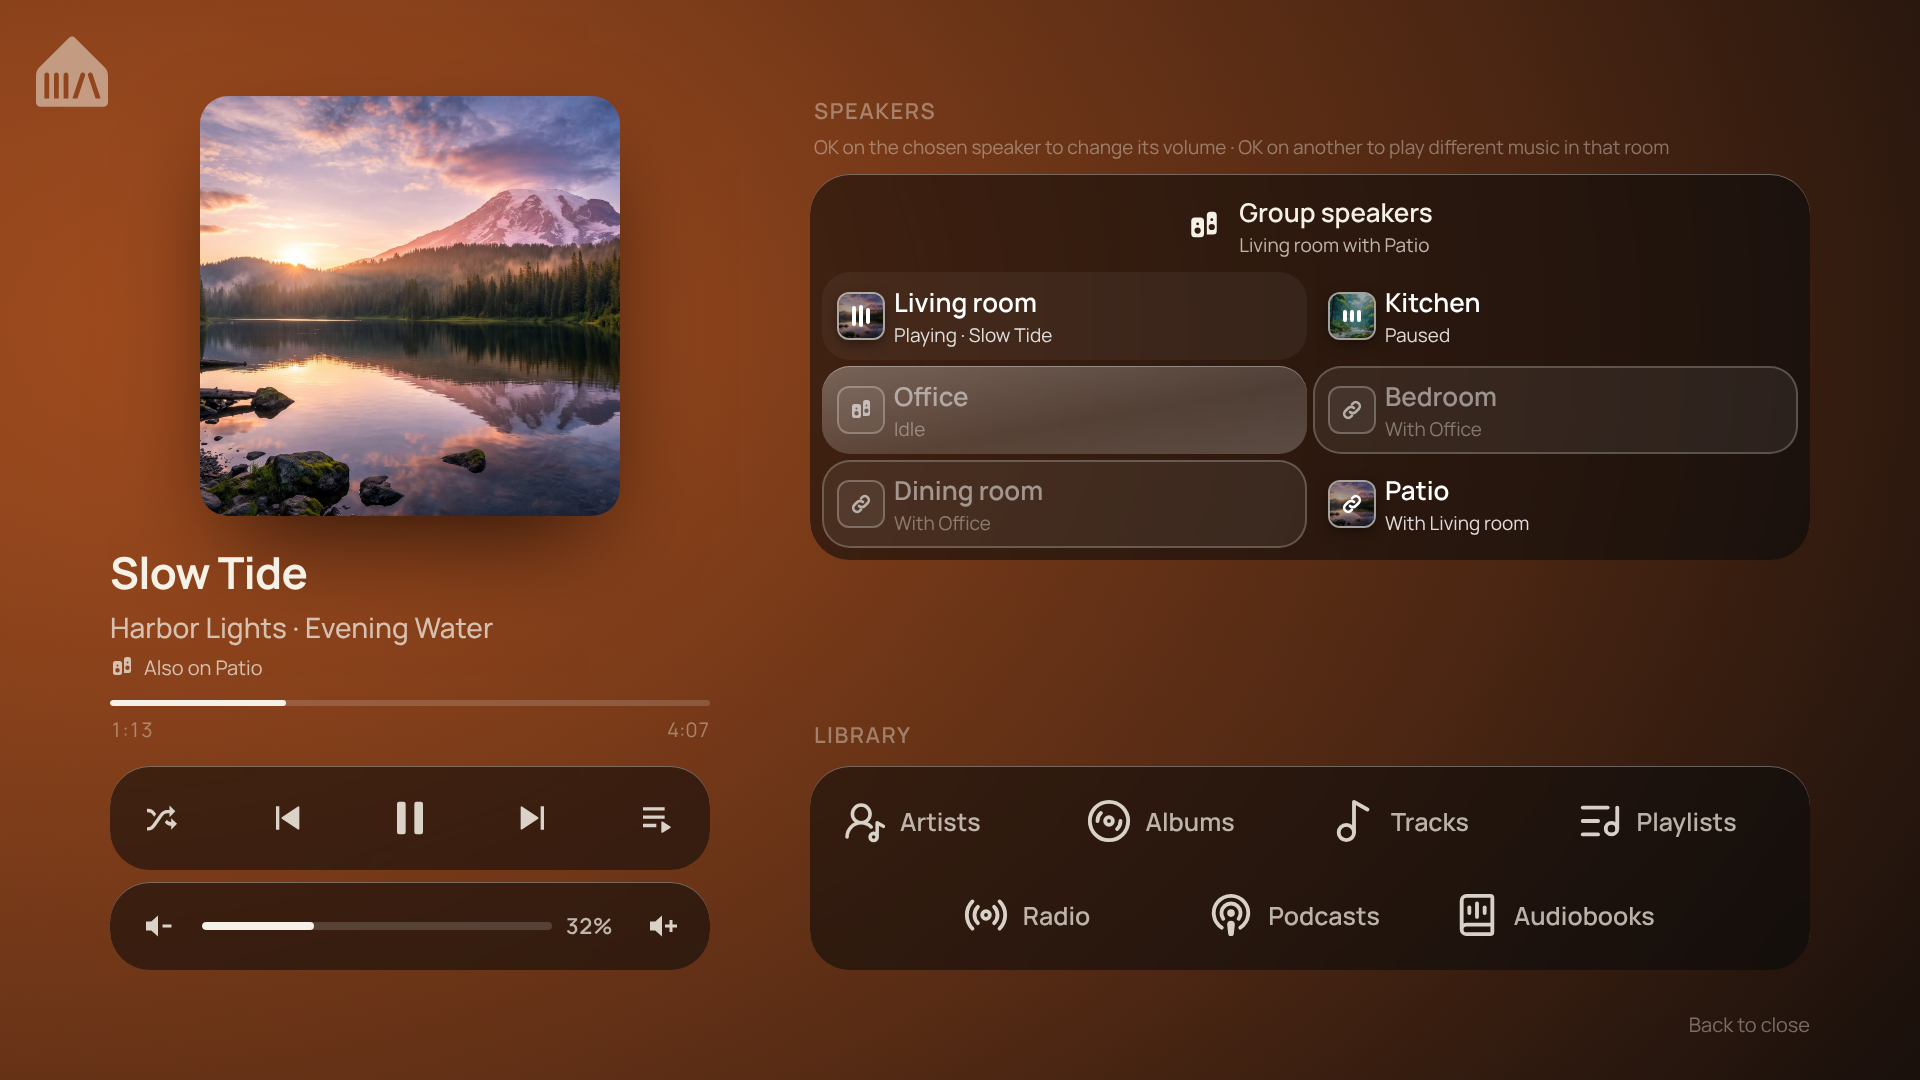 SPEAKERS
OK on the chosen speaker to change its volume · OK on another to play different music in that room
Group speakers
Living room with Patio
Living room
Playing · Slow Tide
Kitchen
Paused
Office
Idle
Bedroom
With Office
Dining room
With Office
Patio
With Living room
Slow Tide
Harbor Lights · Evening Water
Also on Patio
1:13
4:07
32%
LIBRARY
Artists
Albums
Tracks
Playlists
Radio
Podcasts
Audiobooks
Back to close